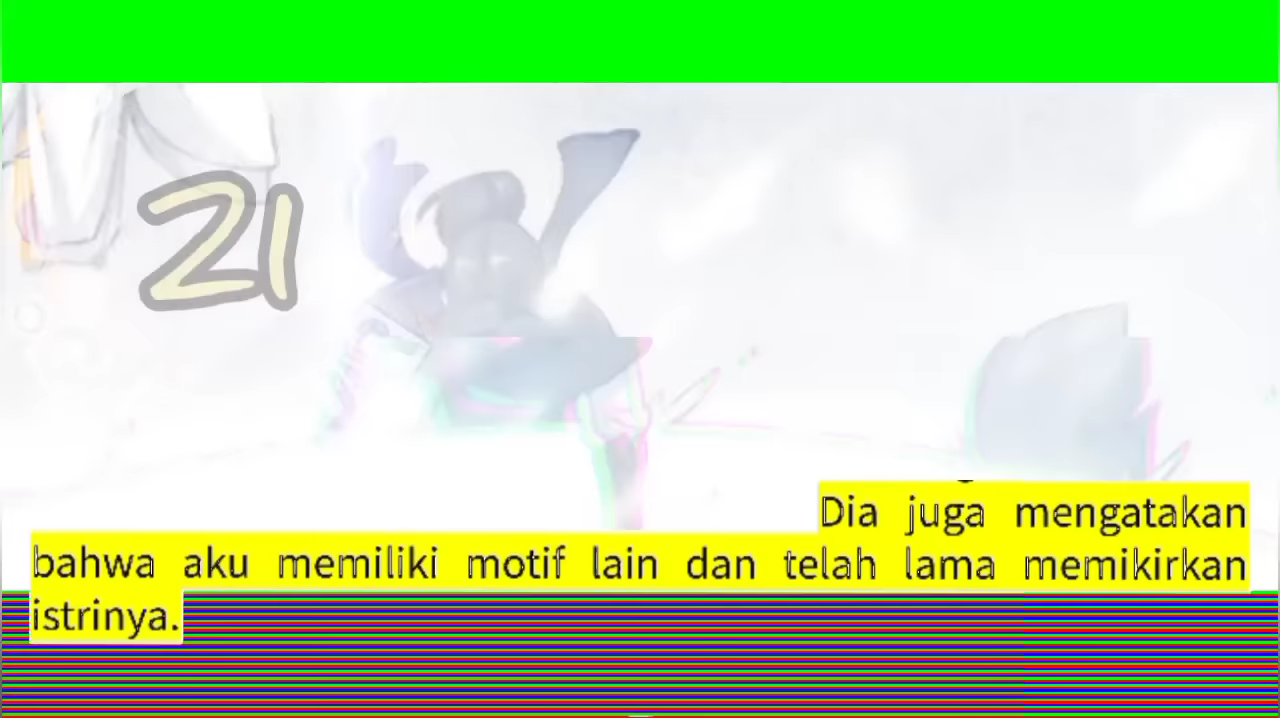 21
Dia juga mengatakan
bahwa aku memiliki motif lain dan telah lama memikirkan
istrinya.